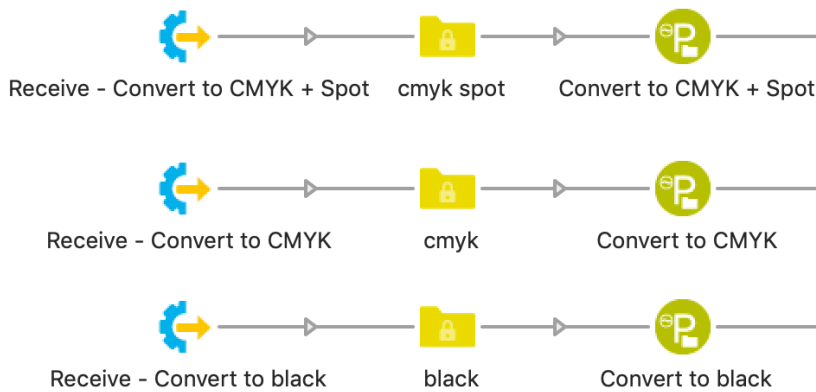 Receive - Convert to CMYK + Spot cmyk spot Convert to CMYK + Spot
Receive - Convert to CMYK cmyk Convert to CMYK
Receive - Convert to black black Convert to black